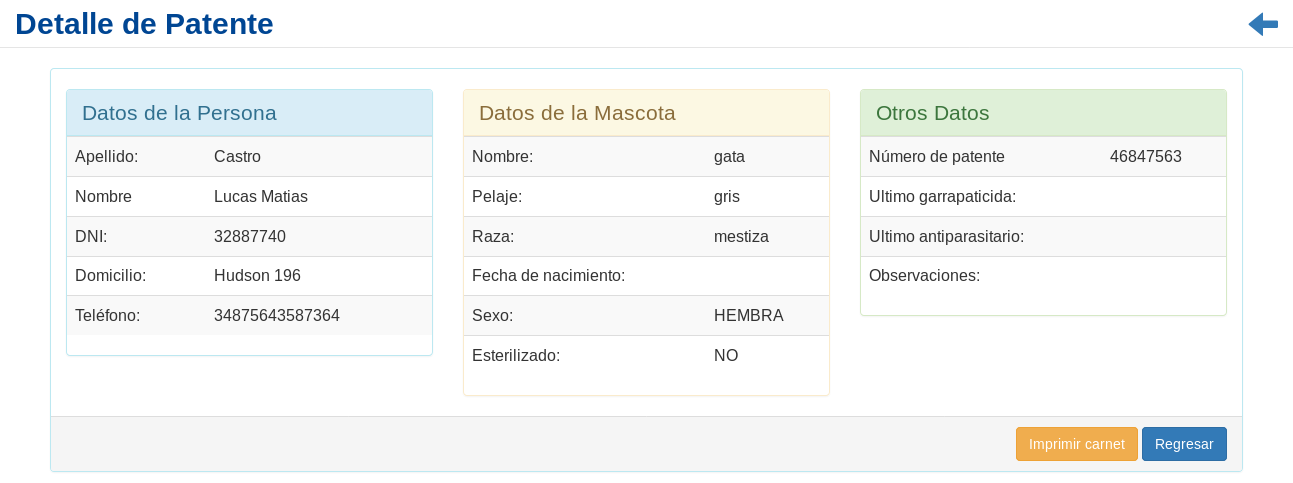 Detalle de Patente
Datos de la Persona
Apellido: Castro
Nombre Lucas Matias
DNI: 32887740
Domicilio: Hudson 196
Teléfono: 34875643587364
Datos de la Mascota
Nombre: gata
Pelaje: gris
Raza: mestiza
Fecha de nacimiento:
Sexo: HEMBRA
Esterilizado: NO
Otros Datos
Número de patente 46847563
Ultimo garrapaticida:
Ultimo antiparasitario:
Observaciones:
Imprimir carnet Regresar